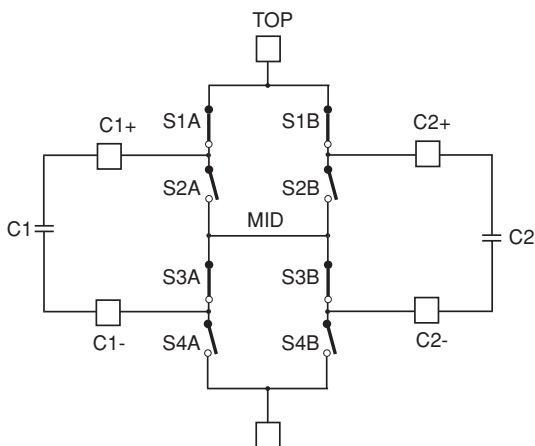 TOP
S1A S1B
C1+ C2+
S2A S2B
MID
C1 C2
S3A S3B
C1- C2-
S4A S4B